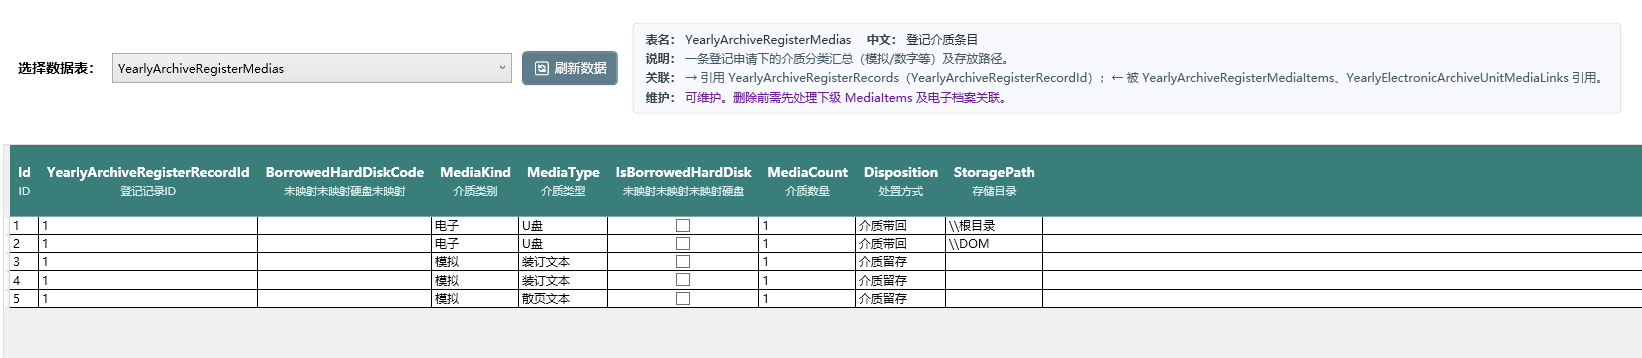 表名： YearlyArchiveRegisterMedias 中文： 登记介质条目
说明： 一条登记申请下的介质分类汇总（模拟/数字等）及存放路径。
选择数据表： YearlyArchiveRegisterMedias 刷新数据
关联： → 引用 YearlyArchiveRegisterRecords（YearlyArchiveRegisterRecordId）；← 被 YearlyArchiveRegisterMediaItems、YearlyElectronicArchiveUnitMediaLinks 引用。
维护： 可维护。删除前需先处理下级 MediaItems 及电子档案关联。
Id YearlyArchiveRegisterRecordId BorrowedHardDiskCode MediaKind MediaType IsBorrowedHardDisk MediaCount Disposition StoragePath
ID 登记记录ID 未映射未映射硬盘未映射 介质类别 介质类型 未映射未映射未映射硬盘 介质数量 处置方式 存储目录
1 1 电子 U盘 1 介质带回 \\根目录
2 1 电子 U盘 1 介质带回 \\DOM
3 1 模拟 装订文本 1 介质留存
4 1 模拟 装订文本 1 介质留存
5 1 模拟 散页文本 1 介质留存